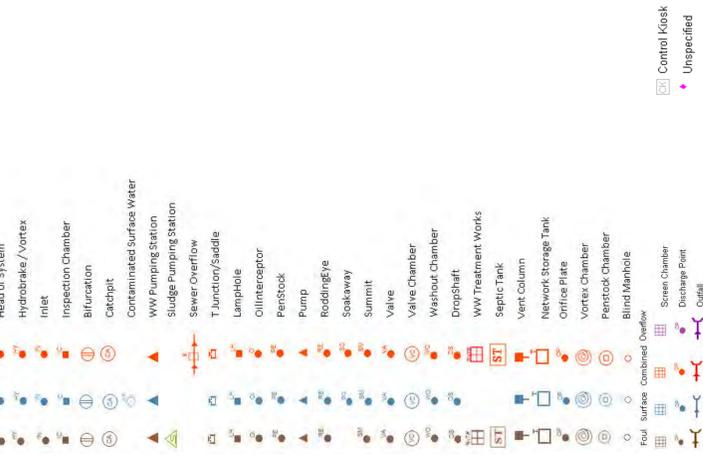 Head Of System
Hydrobrake / Vortex
Inlet
Inspection Chamber
Bifurcation
Catchpit
Contaminated Surface Water
WW Pumping Station
Sludge Pumping Station
Sewer Overflow
T Junction/Saddle
LampHole
OilInterceptor
PenStock
Pump
RoddingEye
Soakaway
Summit
Valve
Valve Chamber
Washout Chamber
DropShaft
WW Treatment Works
ST Septic Tank
Vent Column
Network Storage Tank
Orifice Plate
Vortex Chamber
Penstock Chamber
Blind Manhole
Foul Surface Combined Overflow
Screen Chamber
Discharge Point
Outfall
CK Control Kiosk
Unspecified